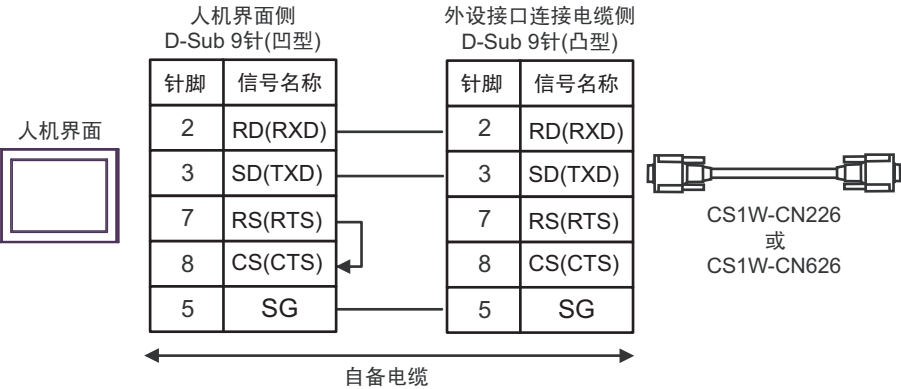 人机界面侧
D-Sub 9针(凹型)
外设接口连接电缆侧
D-Sub 9针(凸型)
人机界面
针脚 信号名称
2 RD(RXD)
3 SD(TXD)
7 RS(RTS)
8 CS(CTS)
5 SG
针脚 信号名称
2 RD(RXD)
3 SD(TXD)
7 RS(RTS)
8 CS(CTS)
5 SG
CS1W-CN226
或
CS1W-CN626
自备电缆